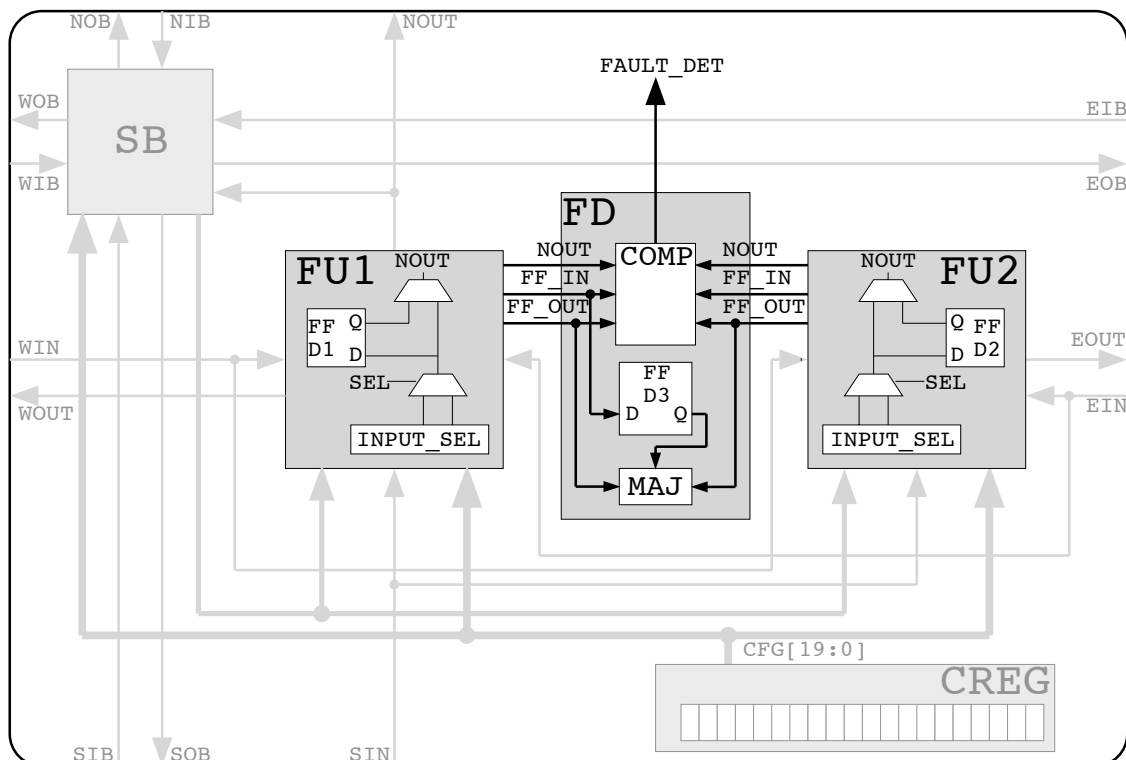 NOB
NIB
NOUT
FAULT_DET
WOB
EIB
SB
WIB
EOB
FD
FU1
NOUT
NOUT
COMP
NOUT
NOUT
FU2
FF_IN
FF_IN
FF_OUT
FF_OUT
FF Q
D1
D
Q FF
D2
D
WIN
EOUT
FF
D3
D Q
SEL
SEL
WOUT
EIN
INPUT_SEL
INPUT_SEL
MAJ
CFG[19:0]
CREG
SIB
SOB
SIN